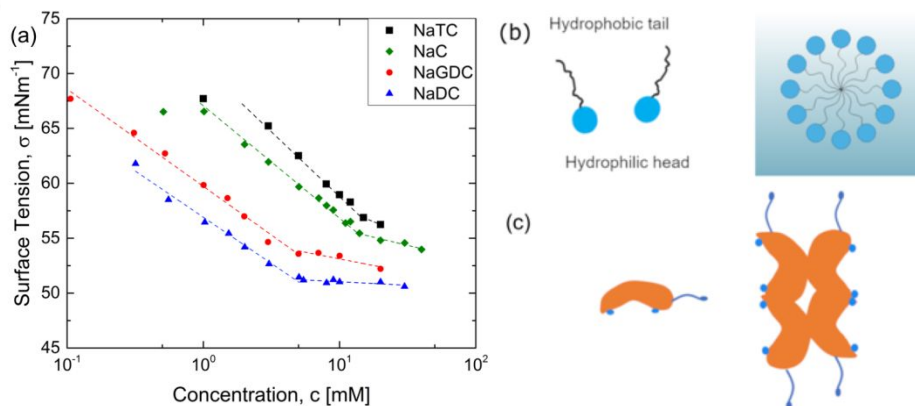 (a)
75
70
65
60
55
50
45
Surface Tension, σ [mNm⁻¹]
NaTC
NaC
NaGDC
NaDC
10⁻¹ 10⁰ 10¹ 10²
Concentration, c [mM]
(b)
Hydrophobic tail
Hydrophilic head
(c)